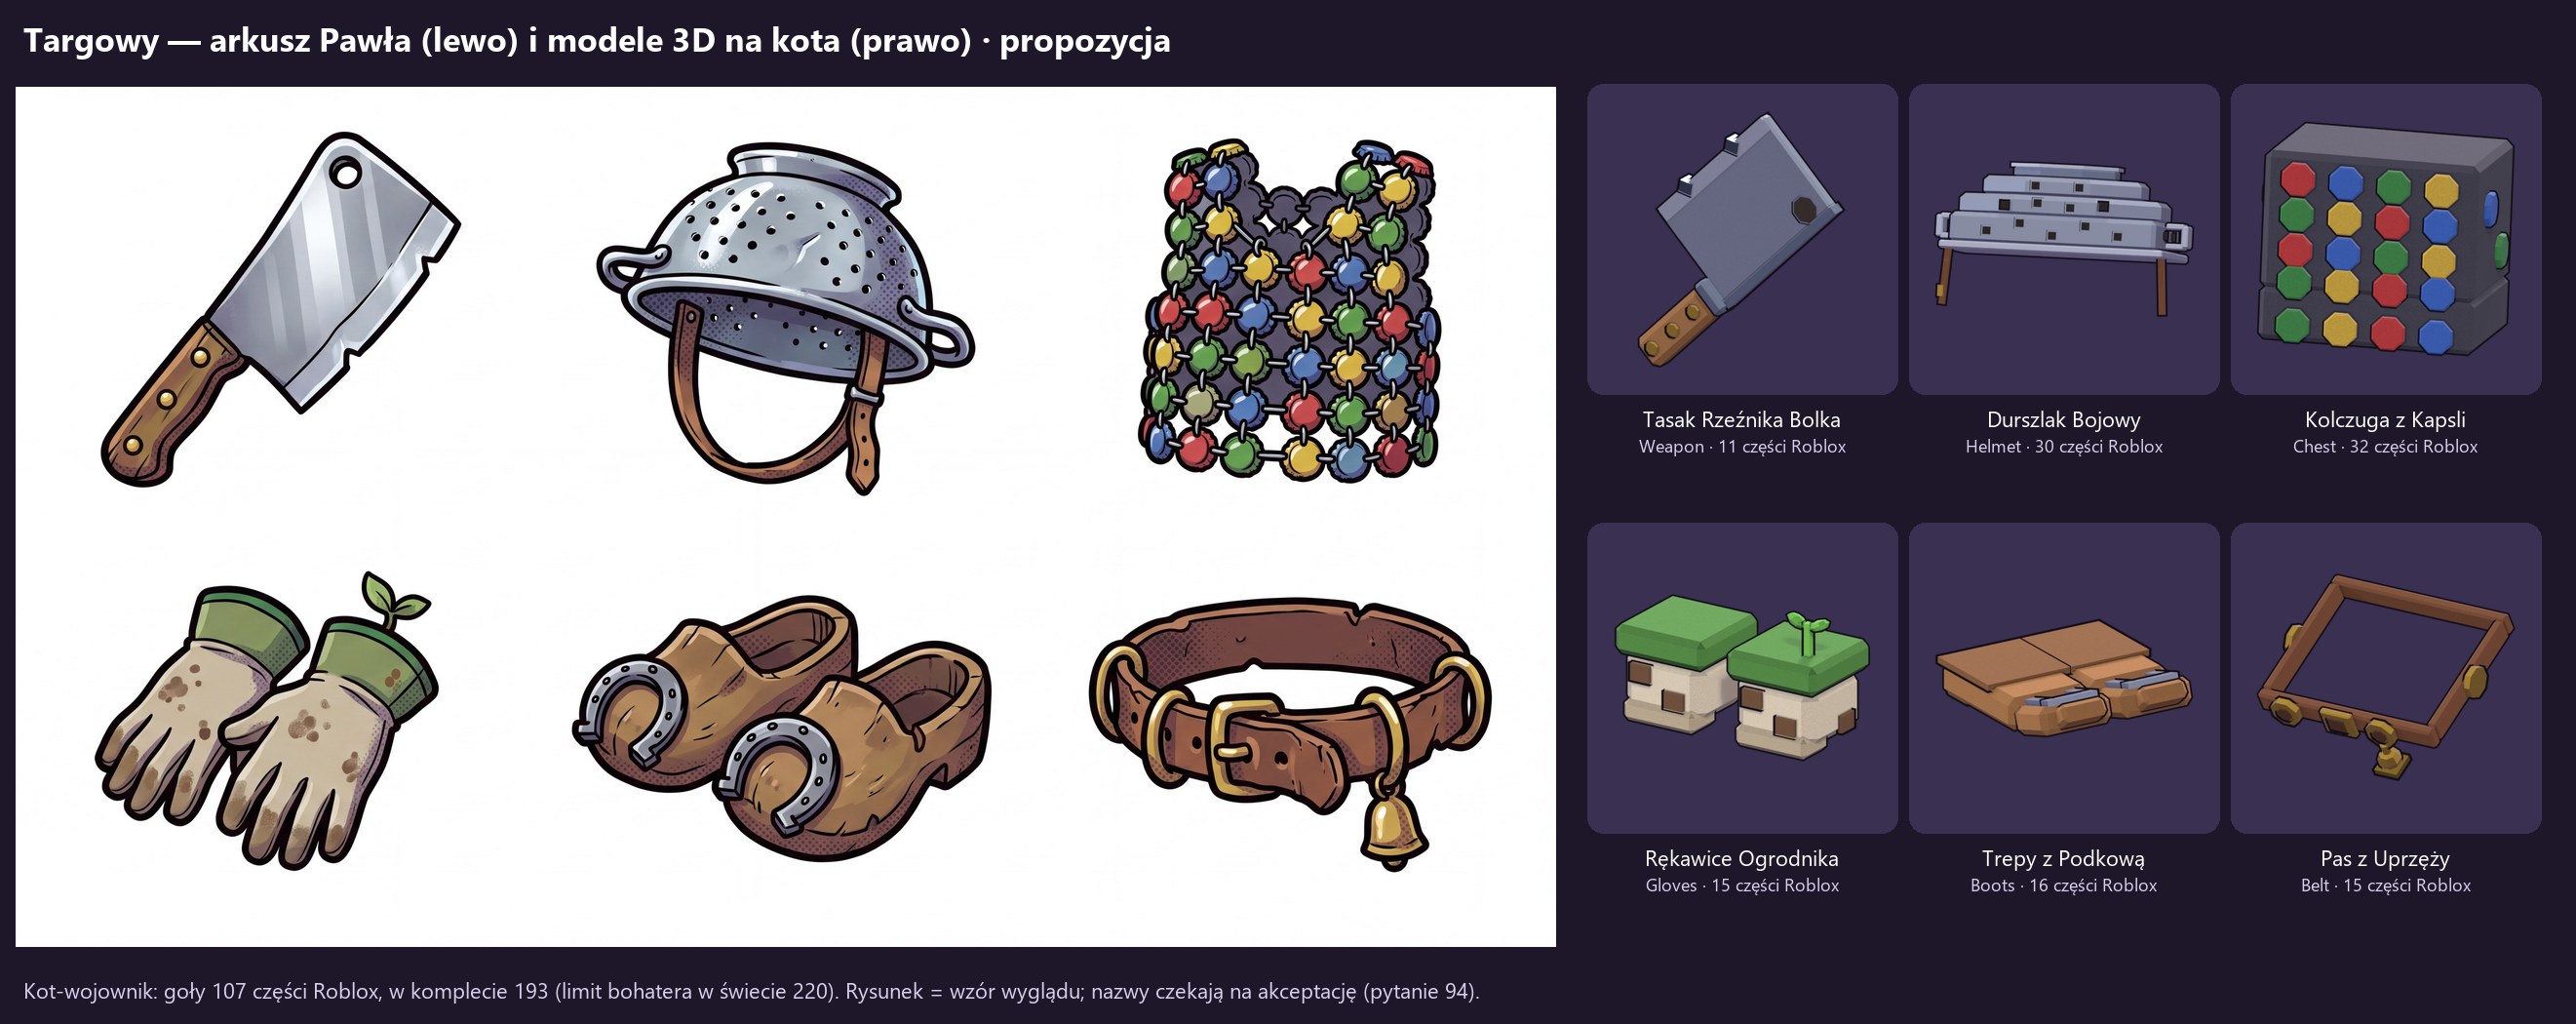 Targowy — arkusz Pawła (lewo) i modele 3D na kota (prawo) · propozycja
Tasak Rzeźnika Bolka
Weapon · 11 części Roblox
Durszlak Bojowy
Helmet · 30 części Roblox
Kolczuga z Kapsli
Chest · 32 części Roblox
Rękawice Ogrodnika
Gloves · 15 części Roblox
Trepy z Podkową
Boots · 16 części Roblox
Pas z Uprzęży
Belt · 15 części Roblox
Kot-wojownik: goły 107 części Roblox, w komplecie 193 (limit bohatera w świecie 220). Rysunek = wzór wyglądu; nazwy czekają na akceptację (pytanie 94).